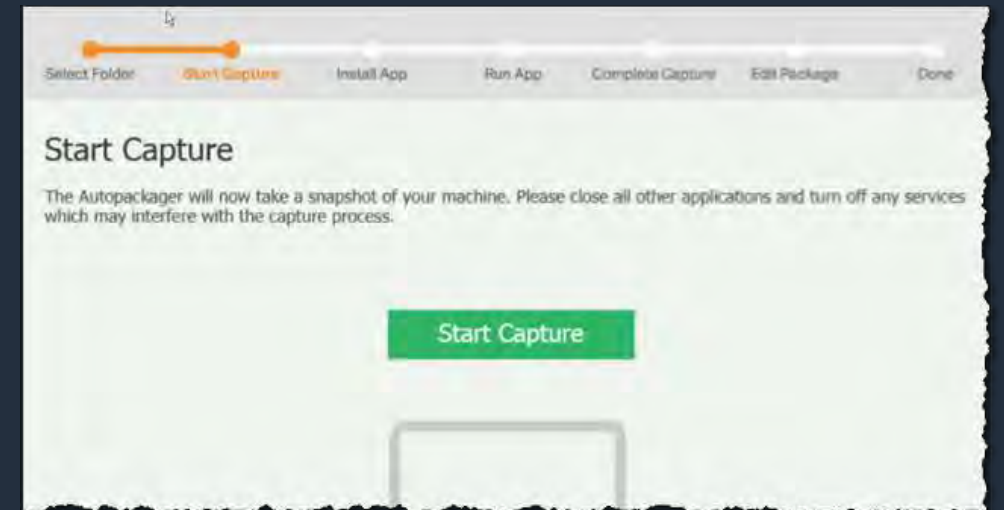 Select Folder Start Capture Install App Run App Complete Capture Edit Package Done
Start Capture
The Autopackager will now take a snapshot of your machine. Please close all other applications and turn off any services
which may interfere with the capture process.
Start Capture